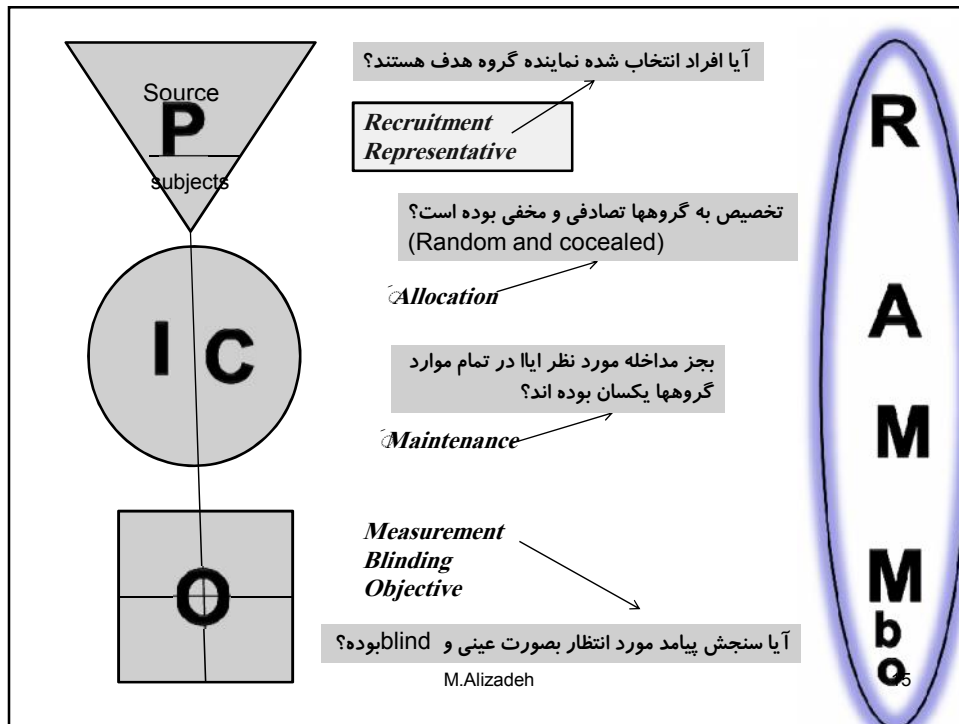 Source
P
subjects
آیا افراد انتخاب شده نماینده گروه هدف هستند؟
Recruitment
Representative
تخصیص به گروهها تصادفی و مخفی بوده است؟
(Random and cocealed)
Allocation
I C
بجز مداخله مورد نظر ایاا در تمام موارد
گروهها یکسان بوده اند؟
Maintenance
Measurement
Blinding
Objective
O
آیا سنجش پیامد مورد انتظار بصورت عینی و blindبوده؟
M.Alizadeh
R
A
M
M
b
o